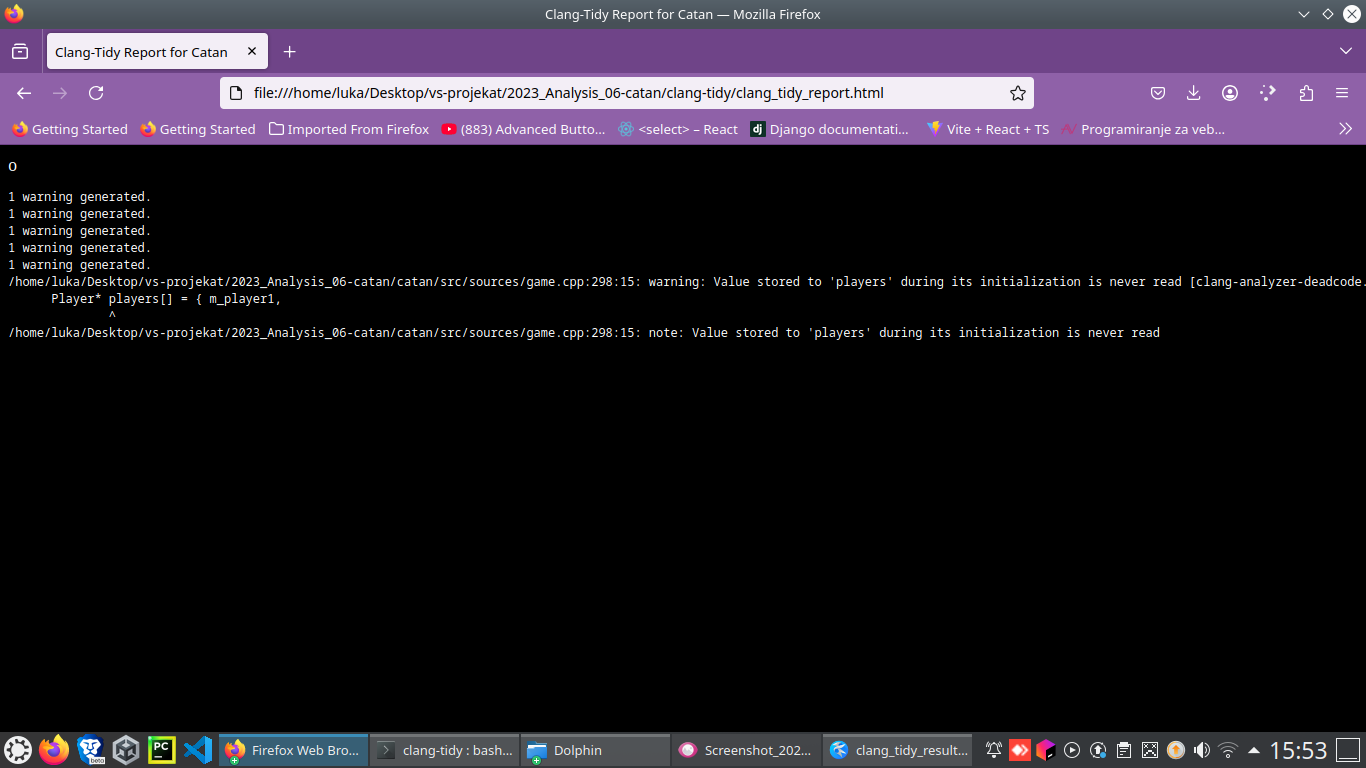 Clang-Tidy Report for Catan — Mozilla Firefox
Clang-Tidy Report for Catan
file:///home/luka/Desktop/vs-projekat/2023_Analysis_06-catan/clang-tidy/clang_tidy_report.html
Getting Started Getting Started Imported From Firefox (883) Advanced Butto... <select> – React dj Django documentati... Vite + React + TS Programiranje za veb...
0
1 warning generated.
1 warning generated.
1 warning generated.
1 warning generated.
1 warning generated.
/home/luka/Desktop/vs-projekat/2023_Analysis_06-catan/catan/src/sources/game.cpp:298:15: warning: Value stored to 'players' during its initialization is never read [clang-analyzer-deadcode.
Player* players[] = { m_player1,
^
/home/luka/Desktop/vs-projekat/2023_Analysis_06-catan/catan/src/sources/game.cpp:298:15: note: Value stored to 'players' during its initialization is never read
beta PC Firefox Web Bro... clang-tidy : bash... Dolphin Screenshot_202... clang_tidy_result... 15:53